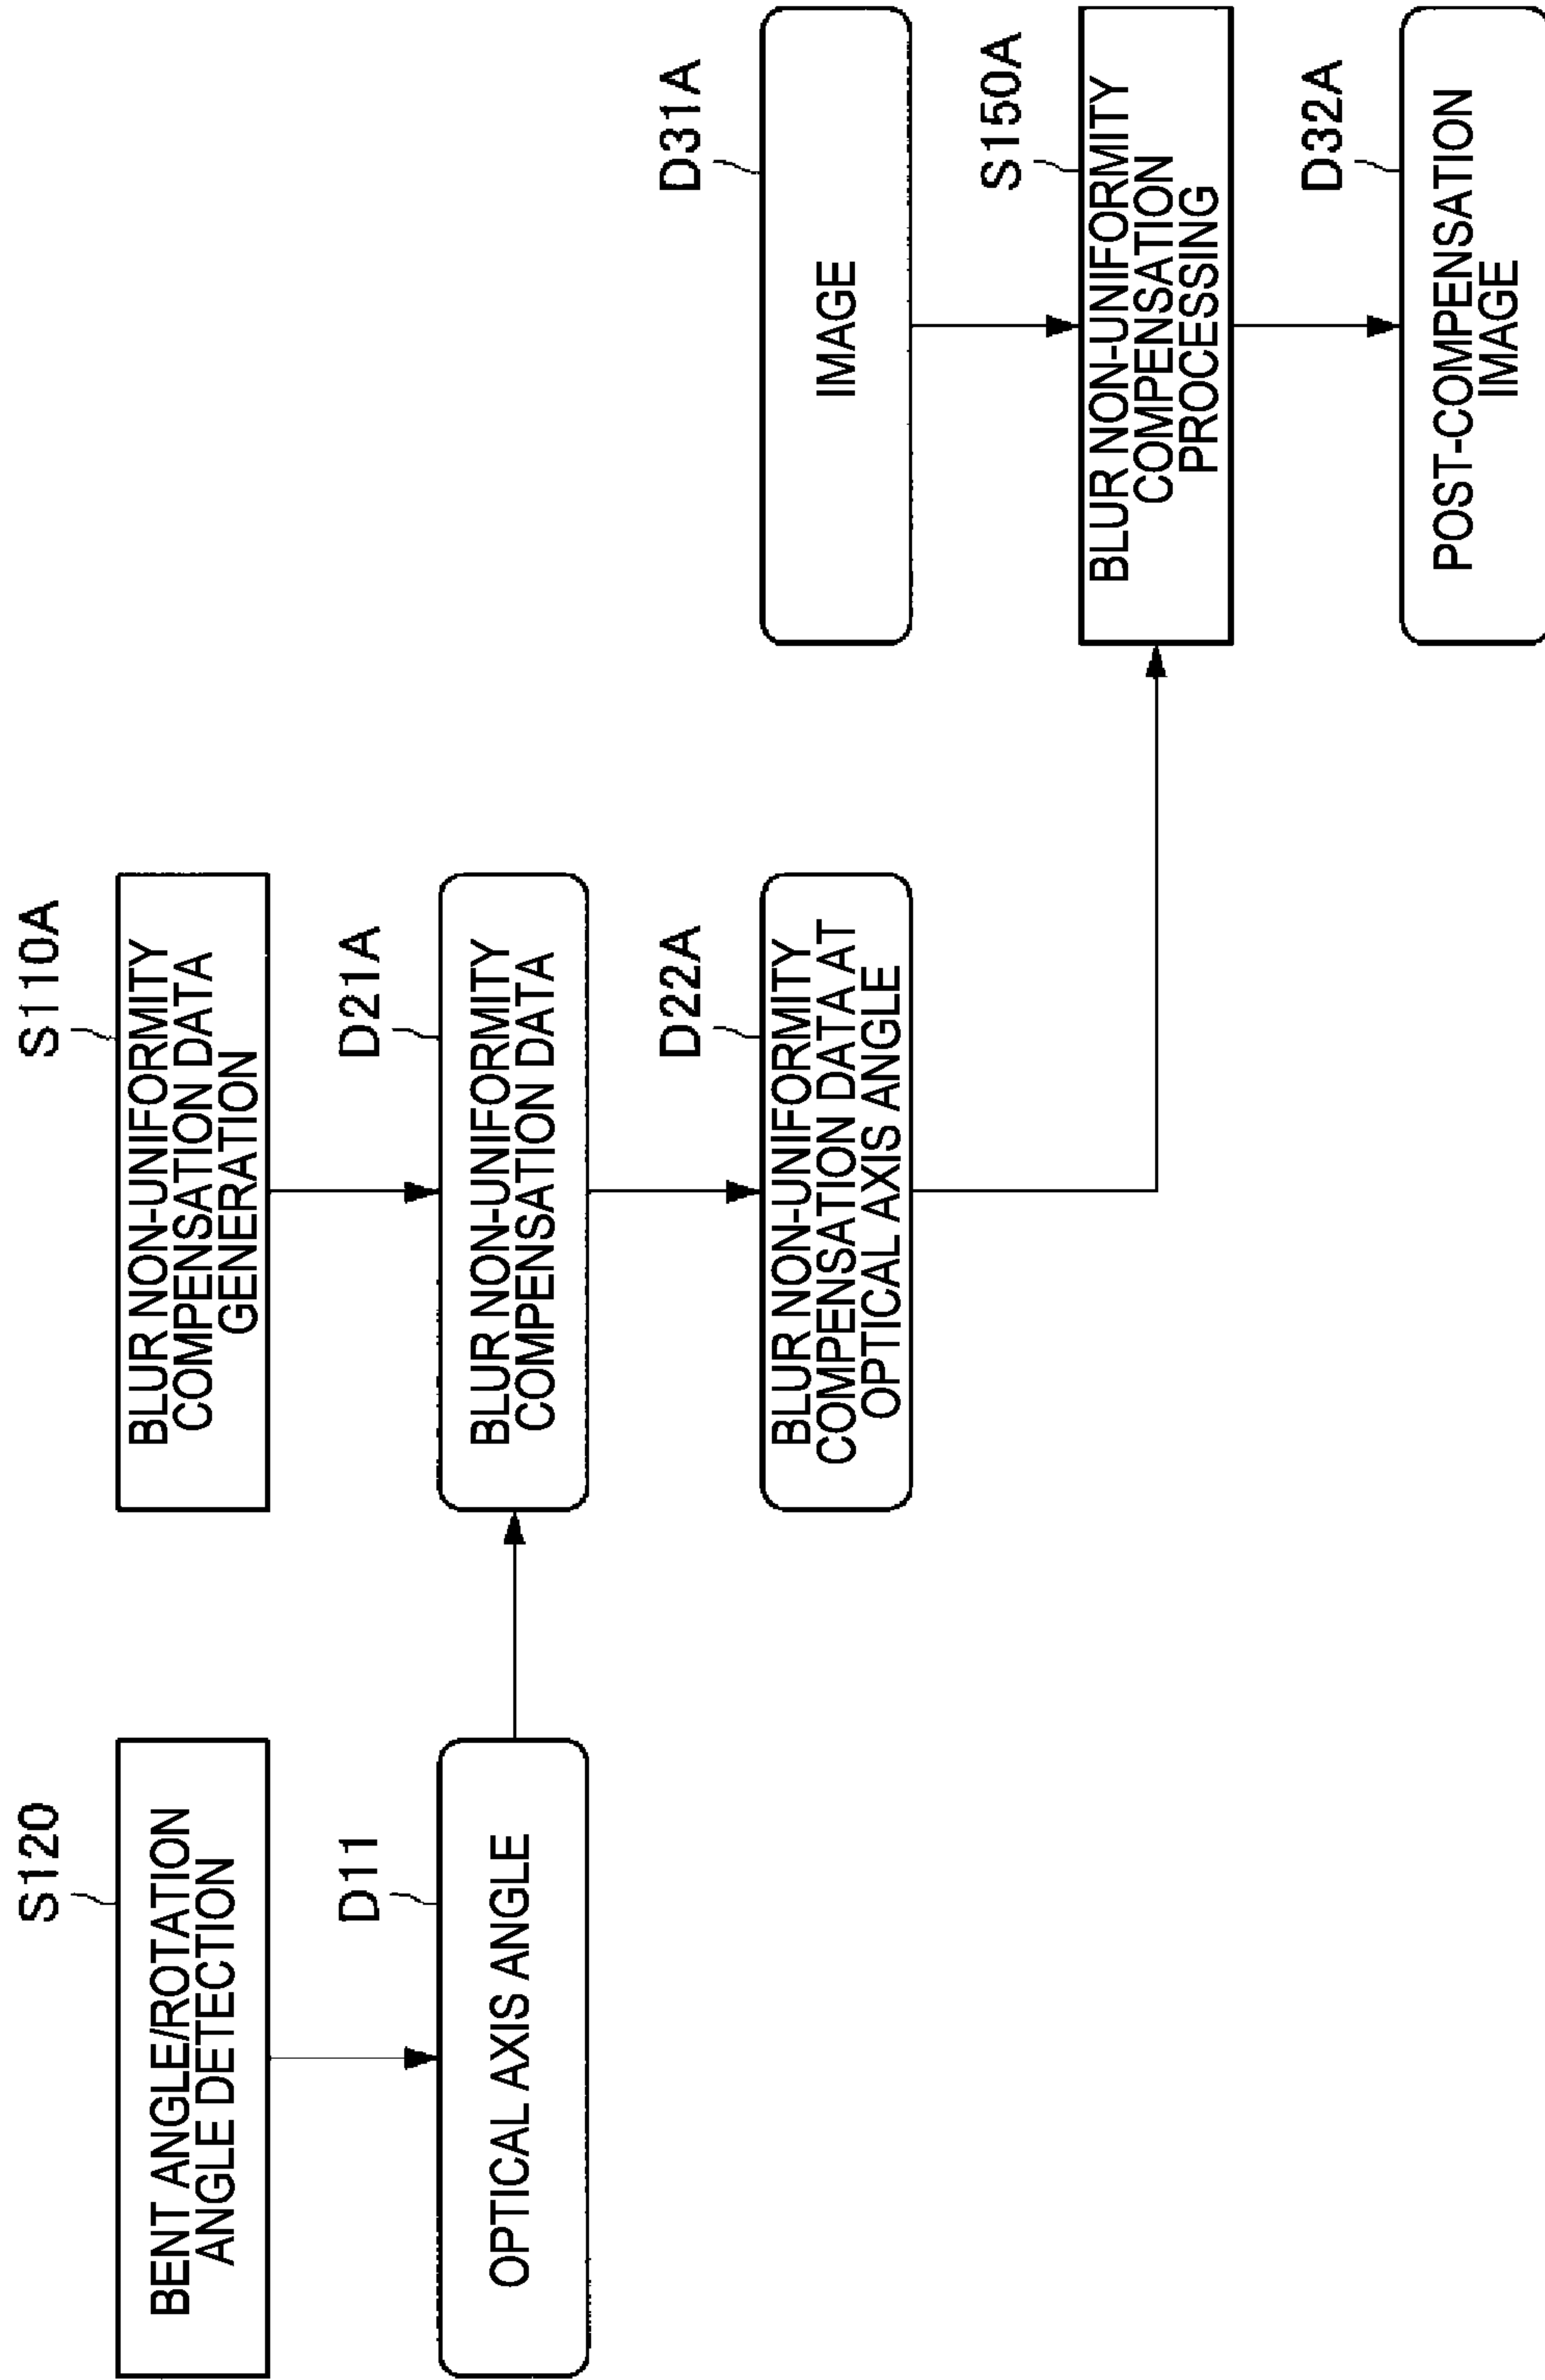 S120
BENT ANGLE/ROTATION
ANGLE DETECTION
D11
OPTICAL AXIS ANGLE
S110A
BLUR NON-UNIFORMITY
COMPENSATION DATA
GENERATION
D21A
BLUR NON-UNIFORMITY
COMPENSATION DATA
D22A
BLUR NON-UNIFORMITY
COMPENSATION DATA AT
OPTICAL AXIS ANGLE
D31A
IMAGE
S150A
BLUR NON-UNIFORMITY
COMPENSATION
PROCESSING
D32A
POST-COMPENSATION
IMAGE